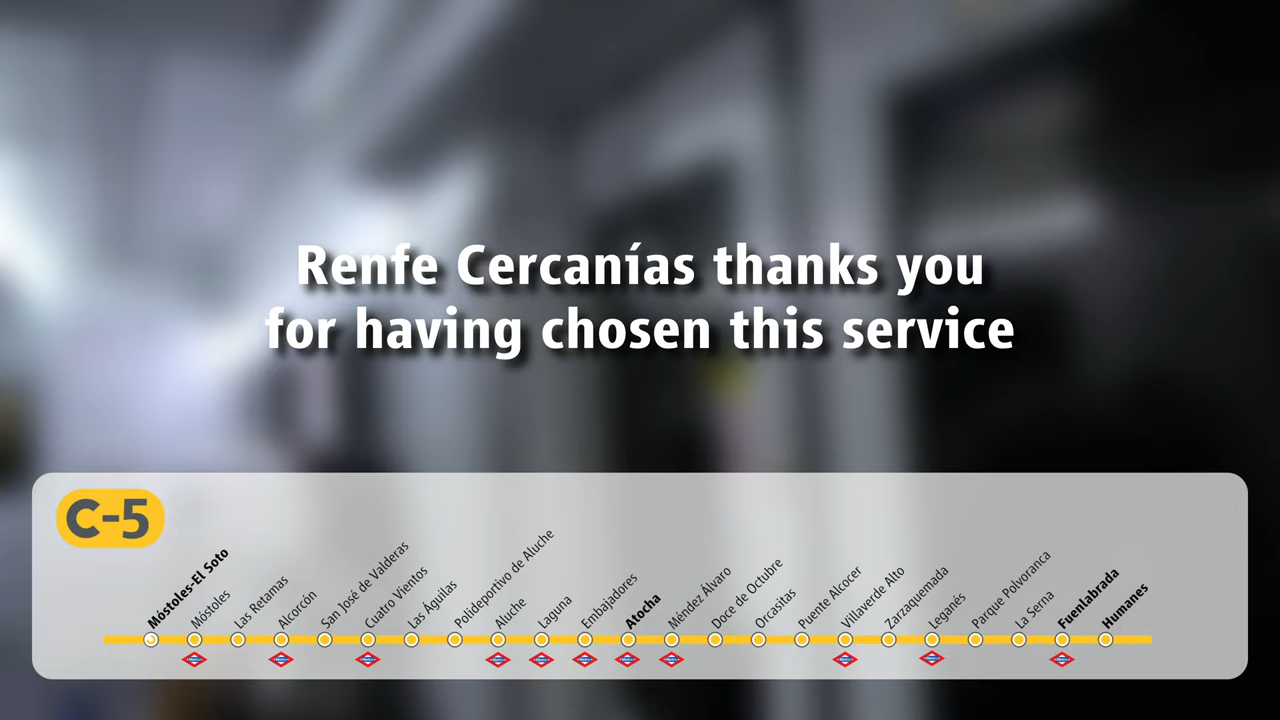 Renfe Cercanías thanks you
for having chosen this service
C-5
Móstoles-El Soto
Móstoles
Las Retamas
Alcorcón
San José de Valderas
Cuatro Vientos
Las Águilas
Polideportivo de Aluche
Aluche
Laguna
Embajadores
Atocha
Méndez Álvaro
Doce de Octubre
Orcasitas
Puente Alcocer
Villaverde Alto
Zarzaquemada
Leganés
Parque Polvoranca
La Serna
Fuenlabrada
Humanes